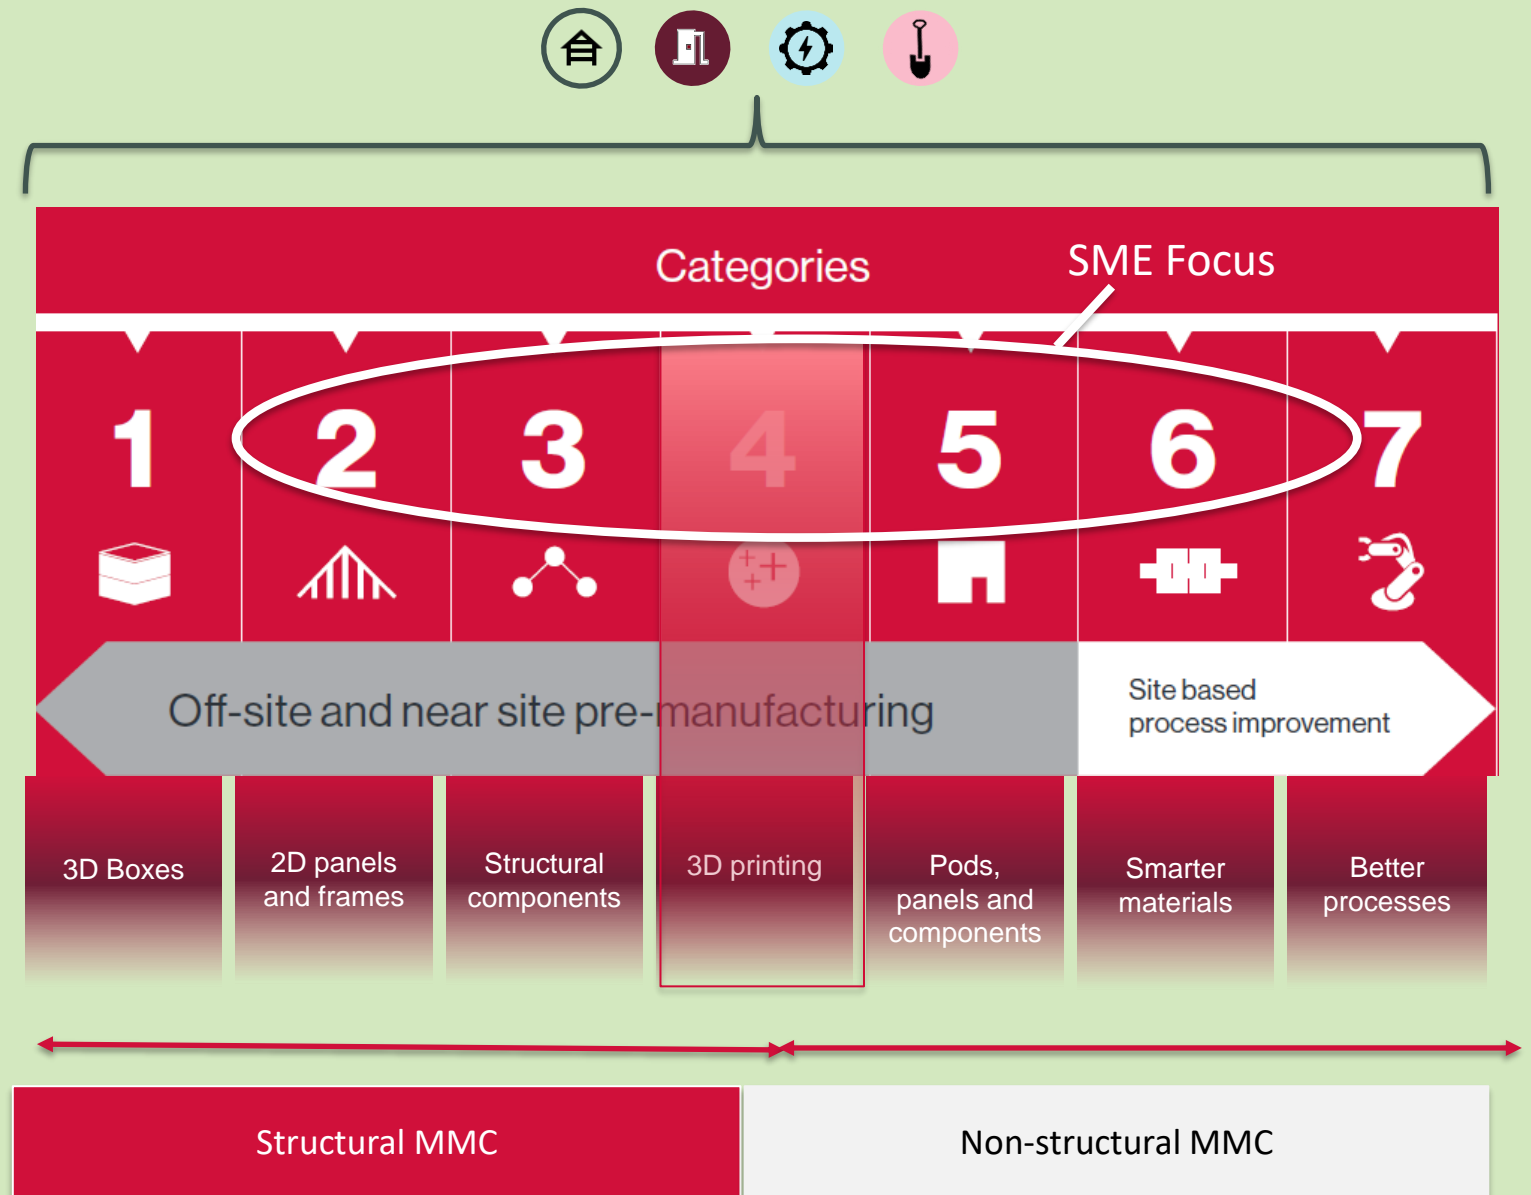 Categories
SME Focus
1 2 3 4 5 6 7
Off-site and near site pre-manufacturing
Site based
process improvement
3D Boxes
2D panels
and frames
Structural
components
3D printing
Pods,
panels and
components
Smarter
materials
Better
processes
Structural MMC
Non-structural MMC